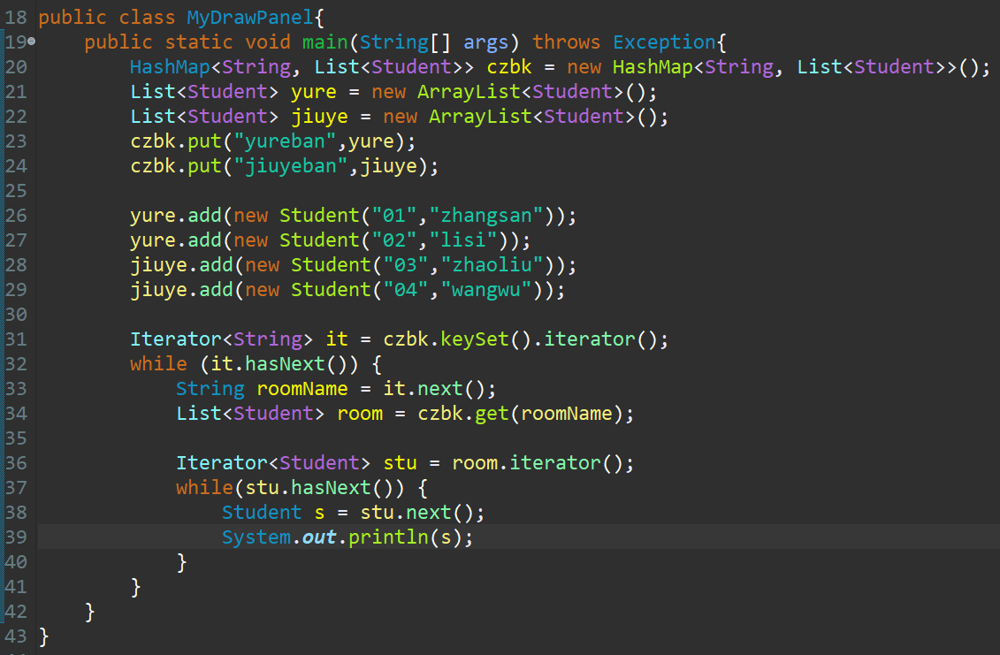 18 public class MyDrawPanel{
19 public static void main(String[] args) throws Exception{
20 HashMap<String, List<Student>> czbk = new HashMap<String, List<Student>>();
21 List<Student> yure = new ArrayList<Student>();
22 List<Student> jiuye = new ArrayList<Student>();
23 czbk.put("yureban",yure);
24 czbk.put("jiuyeban",jiuye);
25
26 yure.add(new Student("01","zhangsan"));
27 yure.add(new Student("02","lisi"));
28 jiuye.add(new Student("03","zhaoliu"));
29 jiuye.add(new Student("04","wangwu"));
30
31 Iterator<String> it = czbk.keySet().iterator();
32 while (it.hasNext()) {
33 String roomName = it.next();
34 List<Student> room = czbk.get(roomName);
35
36 Iterator<Student> stu = room.iterator();
37 while(stu.hasNext()) {
38 Student s = stu.next();
39 System.out.println(s);
40 }
41 }
42 }
43 }